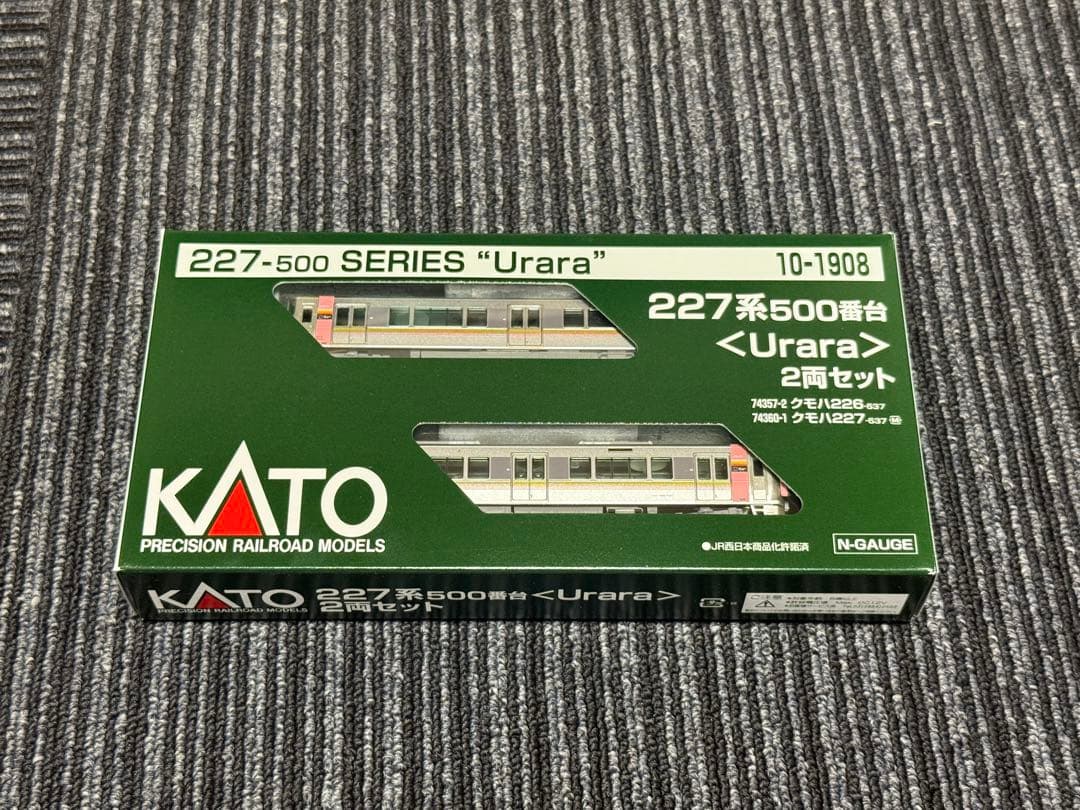 227-500 SERIES “Urara”
10-1908
227系500番台
<Urara>
2両セット
74357-2 クモハ226-537
74360-1 クモハ227-537 M
KATO
PRECISION RAILROAD MODELS
●JR西日本商品化許諾済
N-GAUGE
KATO
PRECISION RAILROAD MODELS
227系500番台<Urara>
2両セット